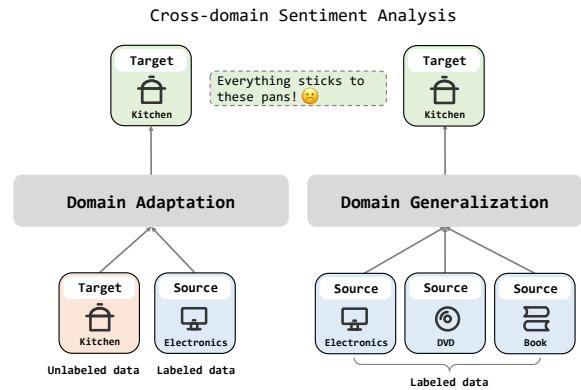 Cross-domain Sentiment Analysis
Target
Kitchen
Everything sticks to
these pans!
Target
Kitchen
Domain Adaptation
Domain Generalization
Target
Kitchen
Source
Electronics
Source
Electronics
Source
DVD
Source
Book
Unlabeled data
Labeled data
Labeled data